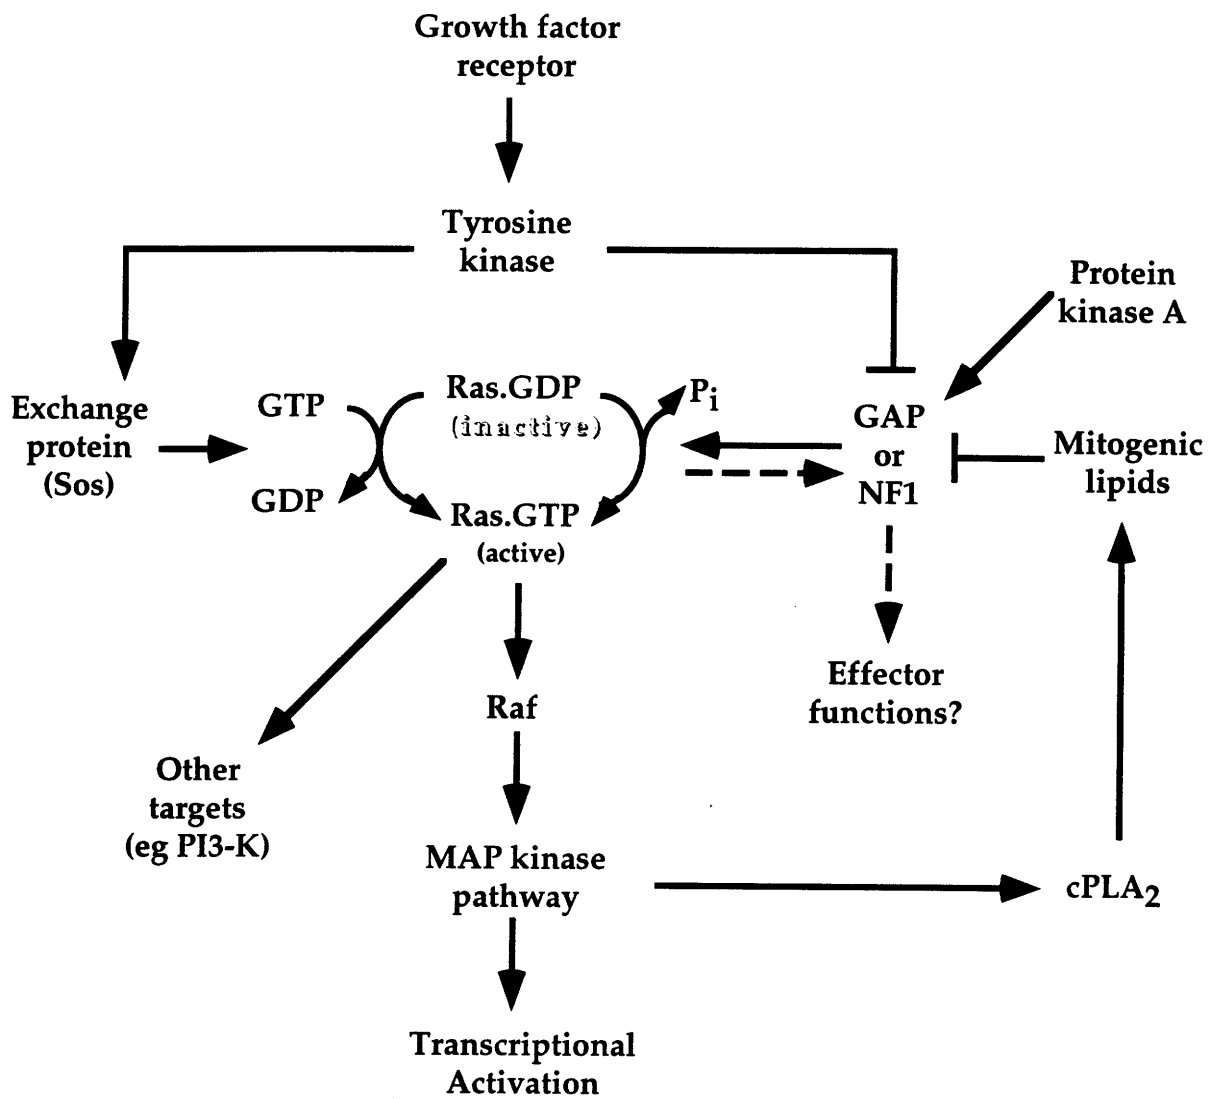 Growth factor
receptor
Tyrosine
kinase
Protein
kinase A
Exchange
protein
(Sos)
GTP
GDP
Ras.GDP
(inactive)
Pi
Ras.GTP
(active)
GAP
or
NF1
Mitogenic
lipids
Effector
functions?
Raf
Other
targets
(eg PI3-K)
MAP kinase
pathway
cPLA2
Transcriptional
Activation